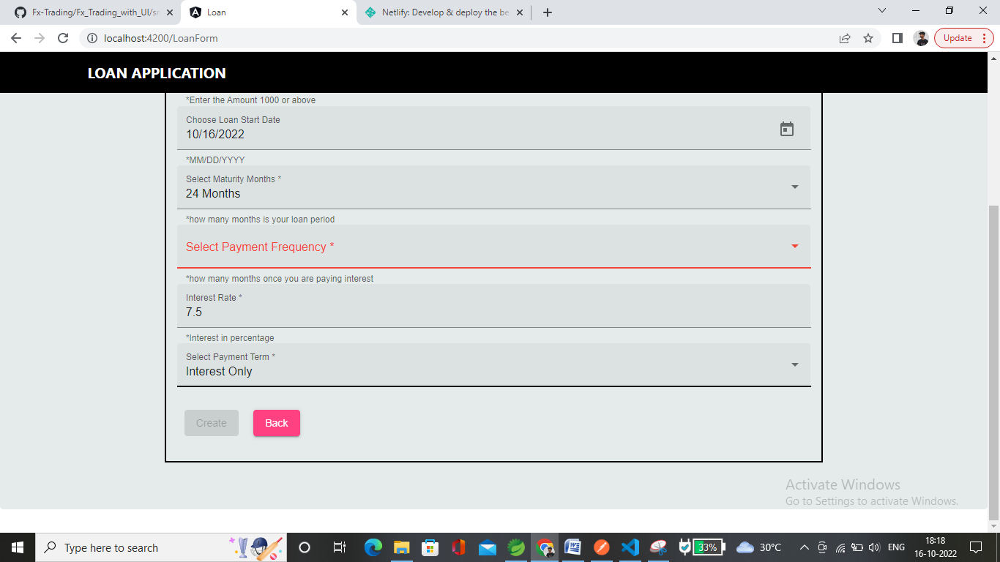 Fx-Trading/Fx_Trading_with_UI/sr
Loan
Netlify: Develop & deploy the be
localhost:4200/LoanForm
Update
LOAN APPLICATION
*Enter the Amount 1000 or above
Choose Loan Start Date
10/16/2022
*MM/DD/YYYY
Select Maturity Months *
24 Months
*how many months is your loan period
Select Payment Frequency *
*how many months once you are paying interest
Interest Rate *
7.5
*Interest in percentage
Select Payment Term *
Interest Only
Create
Back
Activate Windows
Go to Settings to activate Windows.
Type here to search
33%
30°C
ENG
18:18
16-10-2022